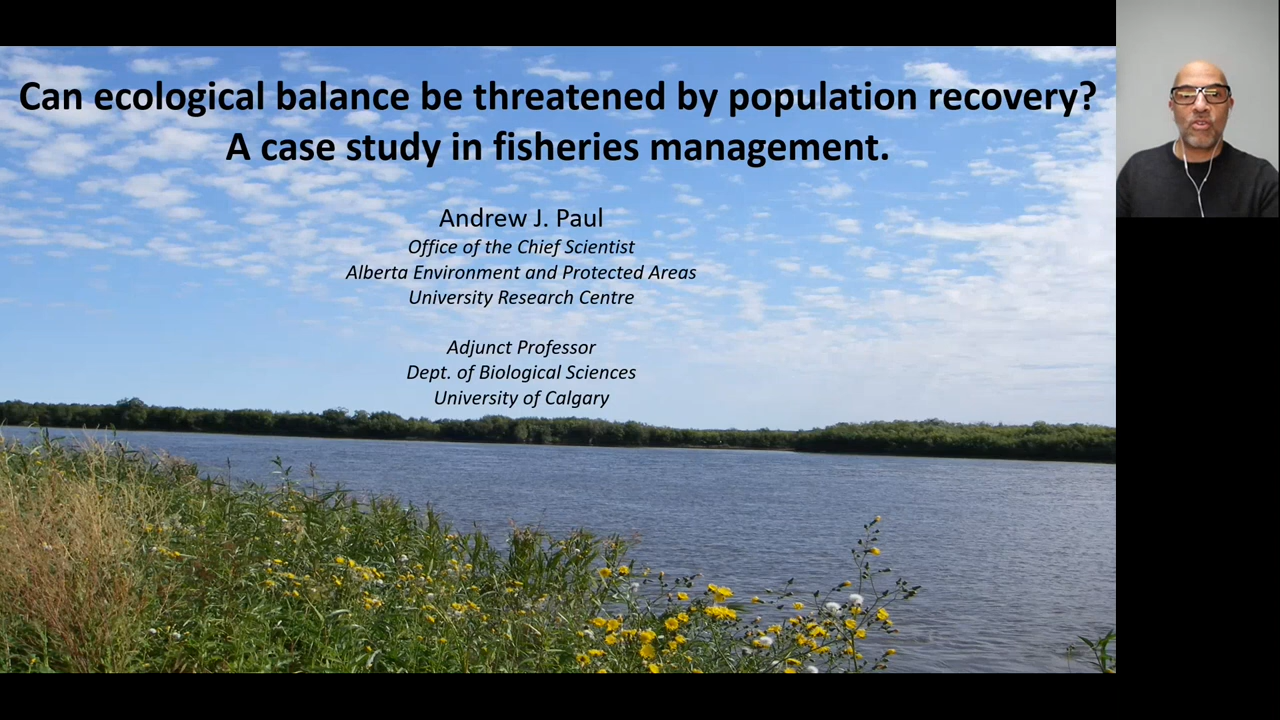 Can ecological balance be threatened by population recovery?
A case study in fisheries management.
Andrew J. Paul
Office of the Chief Scientist
Alberta Environment and Protected Areas
University Research Centre
Adjunct Professor
Dept. of Biological Sciences
University of Calgary